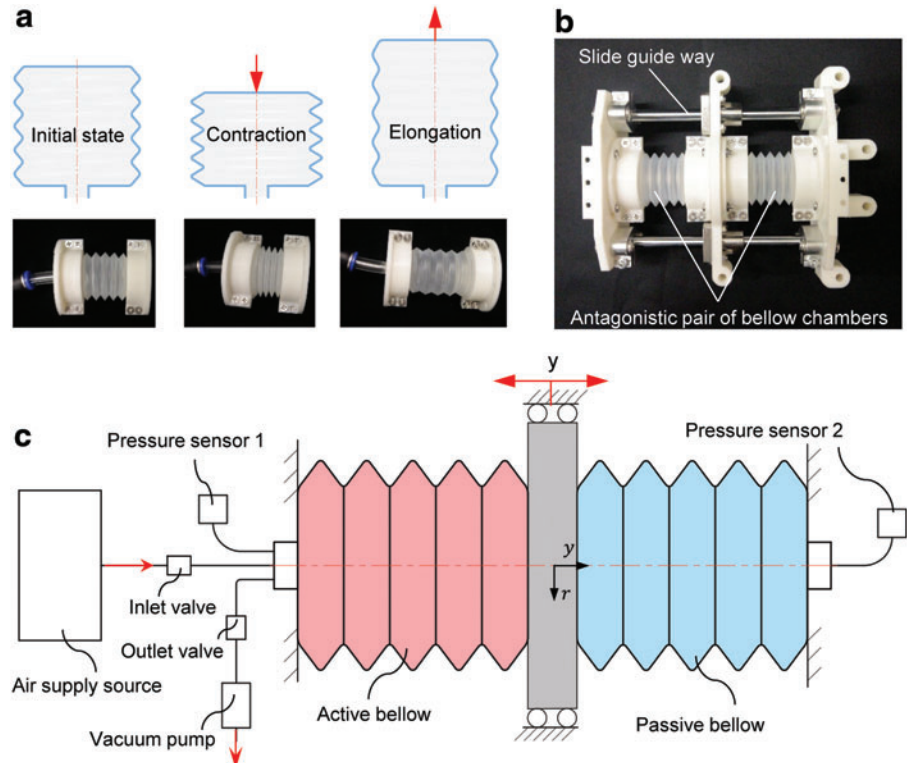 a
Initial state
Contraction
Elongation
b
Slide guide way
Antagonistic pair of bellow chambers
c
y
Pressure sensor 1
Pressure sensor 2
y
r
Inlet valve
Outlet valve
Air supply source
Active bellow
Passive bellow
Vacuum pump